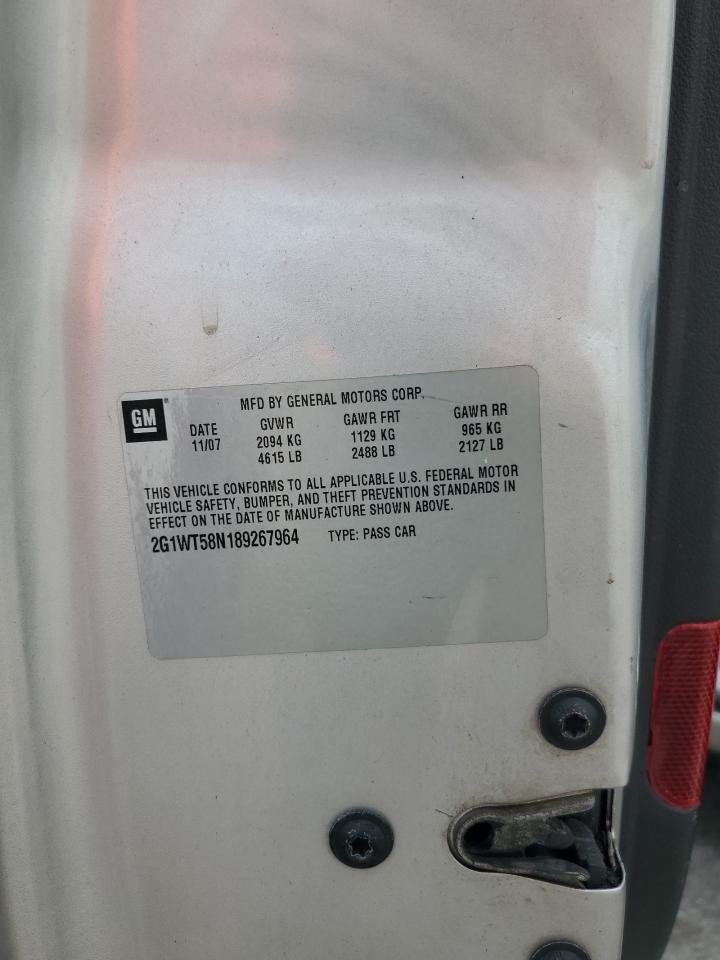 GM
MFD BY GENERAL MOTORS CORP.
DATE GVWR GAWR FRT GAWR RR
11/07 2094 KG 1129 KG 965 KG
4615 LB 2488 LB 2127 LB
THIS VEHICLE CONFORMS TO ALL APPLICABLE U.S. FEDERAL MOTOR
VEHICLE SAFETY, BUMPER, AND THEFT PREVENTION STANDARDS IN
EFFECT ON THE DATE OF MANUFACTURE SHOWN ABOVE.
2G1WT58N189267964 TYPE: PASS CAR